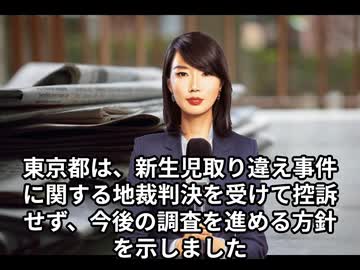 東京都は、新生児取り違え事件
に関する地裁判決を受けて控訴
せず、今後の調査を進める方針
を示しました